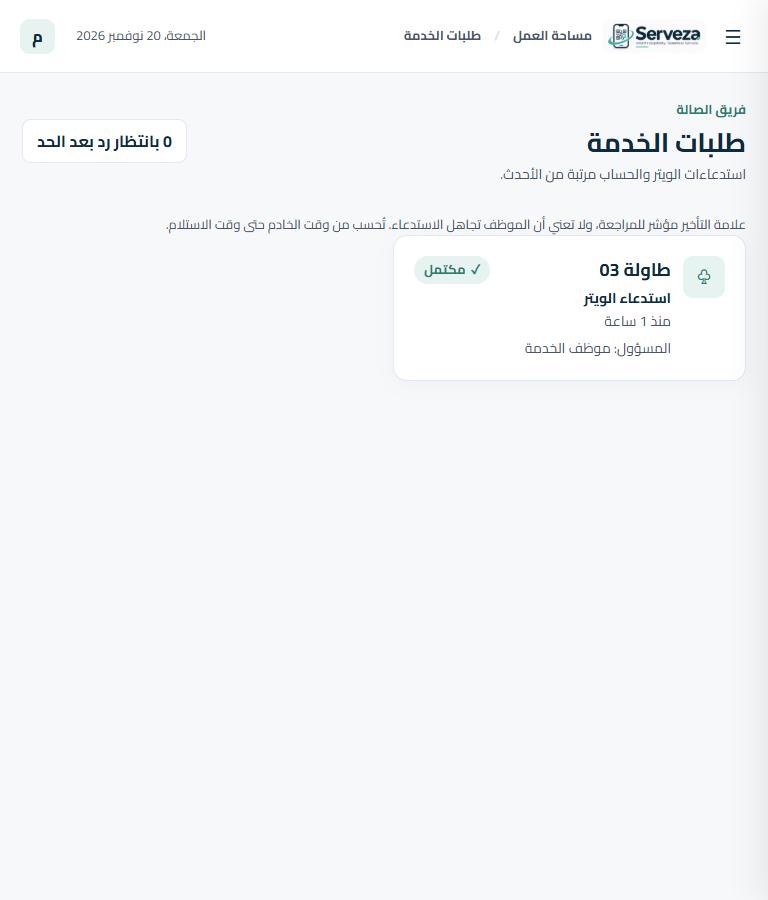 ☰
Serveza
مساحة العمل / طلبات الخدمة
الجمعة، 20 نوفمبر 2026
م
فريق الصالة
طلبات الخدمة
استدعاءات الويتر والحساب مرتبة من الأحدث.
0 بانتظار رد بعد الحد
علامة التأخير مؤشر للمراجعة، ولا تعني أن الموظف تجاهل الاستدعاء. تُحسب من وقت الخادم حتى وقت الاستلام.
طاولة 03
✓ مكتمل
استدعاء الويتر
منذ 1 ساعة
المسؤول: موظف الخدمة